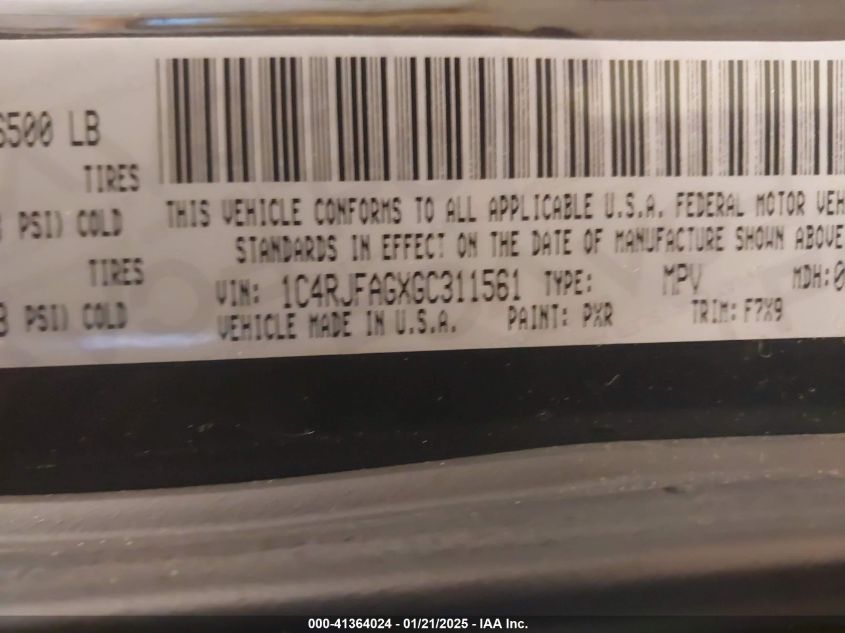 6500 LB
TIRES
PSI) COLD
TIRES
PSI) COLD
THIS VEHICLE CONFORMS TO ALL APPLICABLE U.S.A. FEDERAL MOTOR VEH
STANDARDS IN EFFECT ON THE DATE OF MANUFACTURE SHOWN ABOVE
VIN: 1C4RJFAGXGC311561 TYPE: MPV MDH:0
VEHICLE MADE IN U.S.A. PAINT: PXR TRIM: F7X9
000-41364024 — 01/21/2025 — IAA Inc.